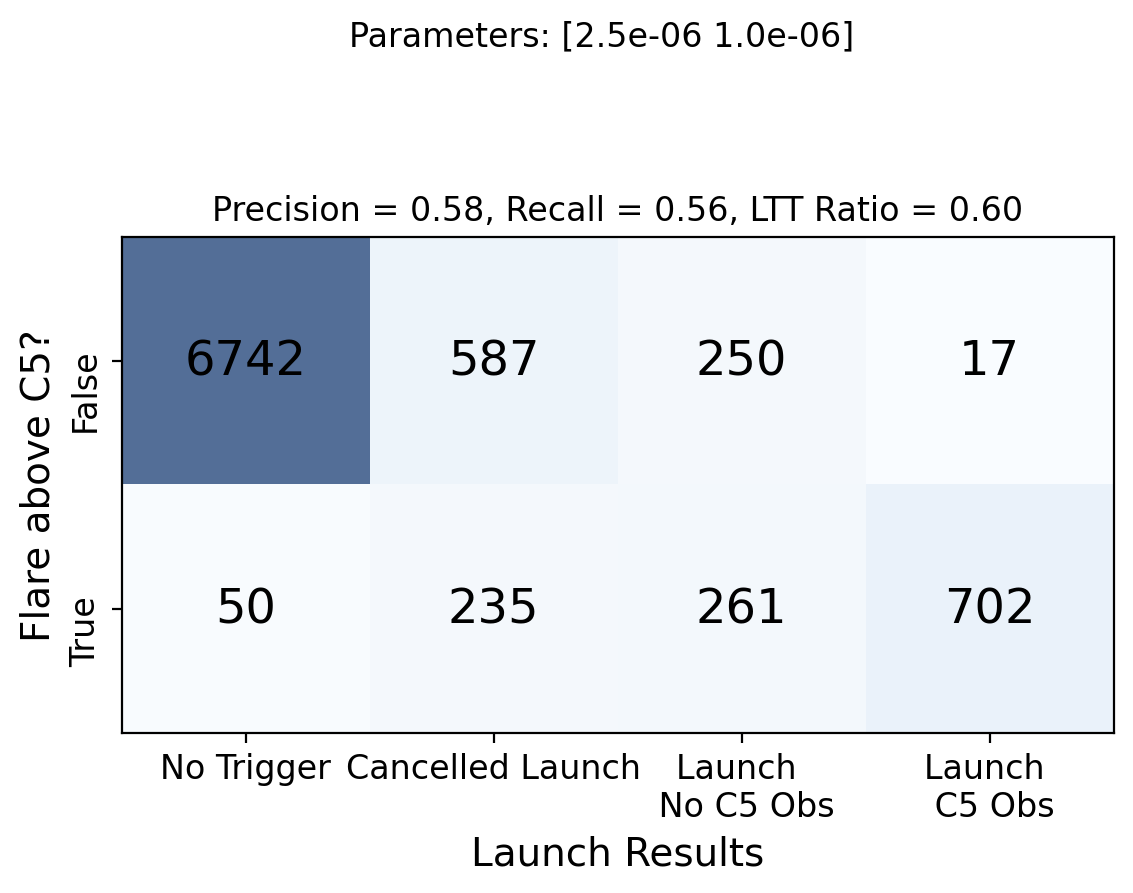 Parameters: [2.5e-06 1.0e-06]
Precision = 0.58, Recall = 0.56, LTT Ratio = 0.60
Flare above C5?
False
6742
587
250
17
True
50
235
261
702
No Trigger
Cancelled Launch
Launch
No C5 Obs
Launch
C5 Obs
Launch Results